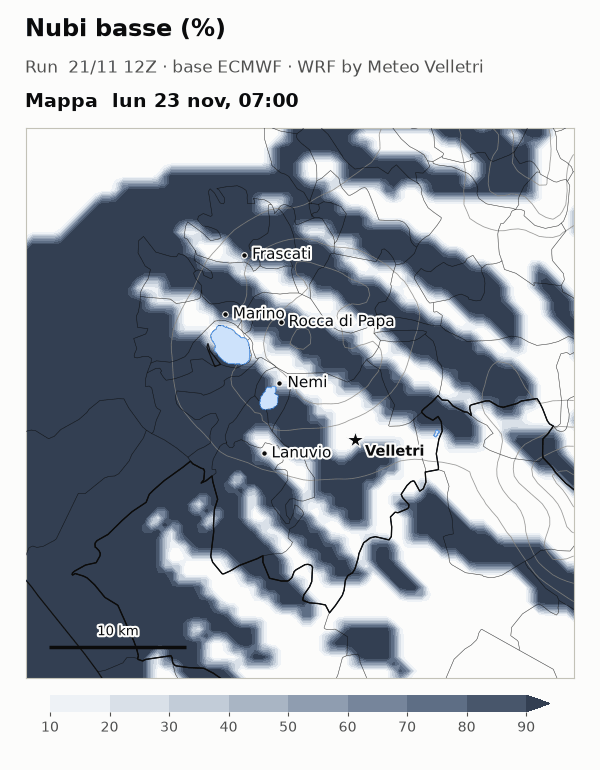 Nubi basse (%)
Run 21/11 12Z · base ECMWF · WRF by Meteo Velletri
Mappa lun 23 nov, 07:00
Frascati
Marino
Rocca di Papa
Nemi
Velletri
Lanuvio
10 km
10 20 30 40 50 60 70 80 90